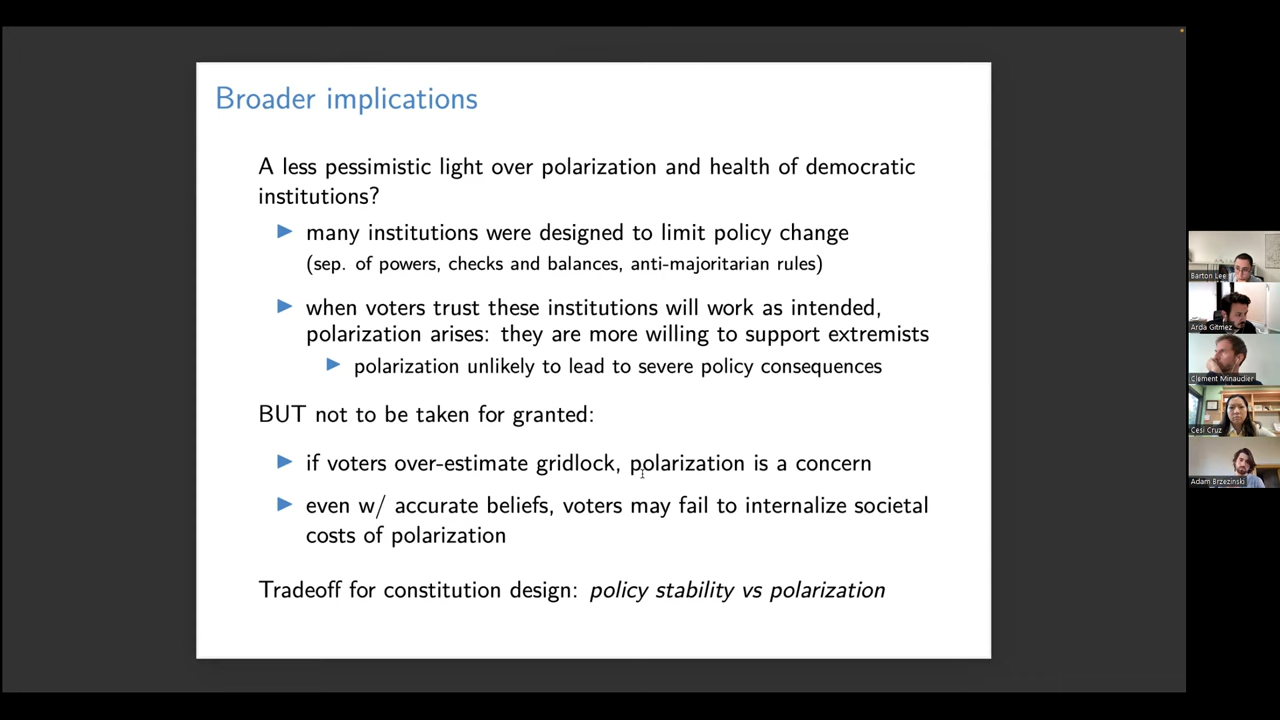 Broader implications
A less pessimistic light over polarization and health of democratic
institutions?
▶ many institutions were designed to limit policy change
(sep. of powers, checks and balances, anti-majoritarian rules)
▶ when voters trust these institutions will work as intended,
polarization arises: they are more willing to support extremists
▶ polarization unlikely to lead to severe policy consequences
BUT not to be taken for granted:
▶ if voters over-estimate gridlock, polarization is a concern
▶ even w/ accurate beliefs, voters may fail to internalize societal
costs of polarization
Tradeoff for constitution design: policy stability vs polarization
Barton Lee
Arda Gitmez
Clement Minaudier
Cesi Cruz
Adam Brzezinski